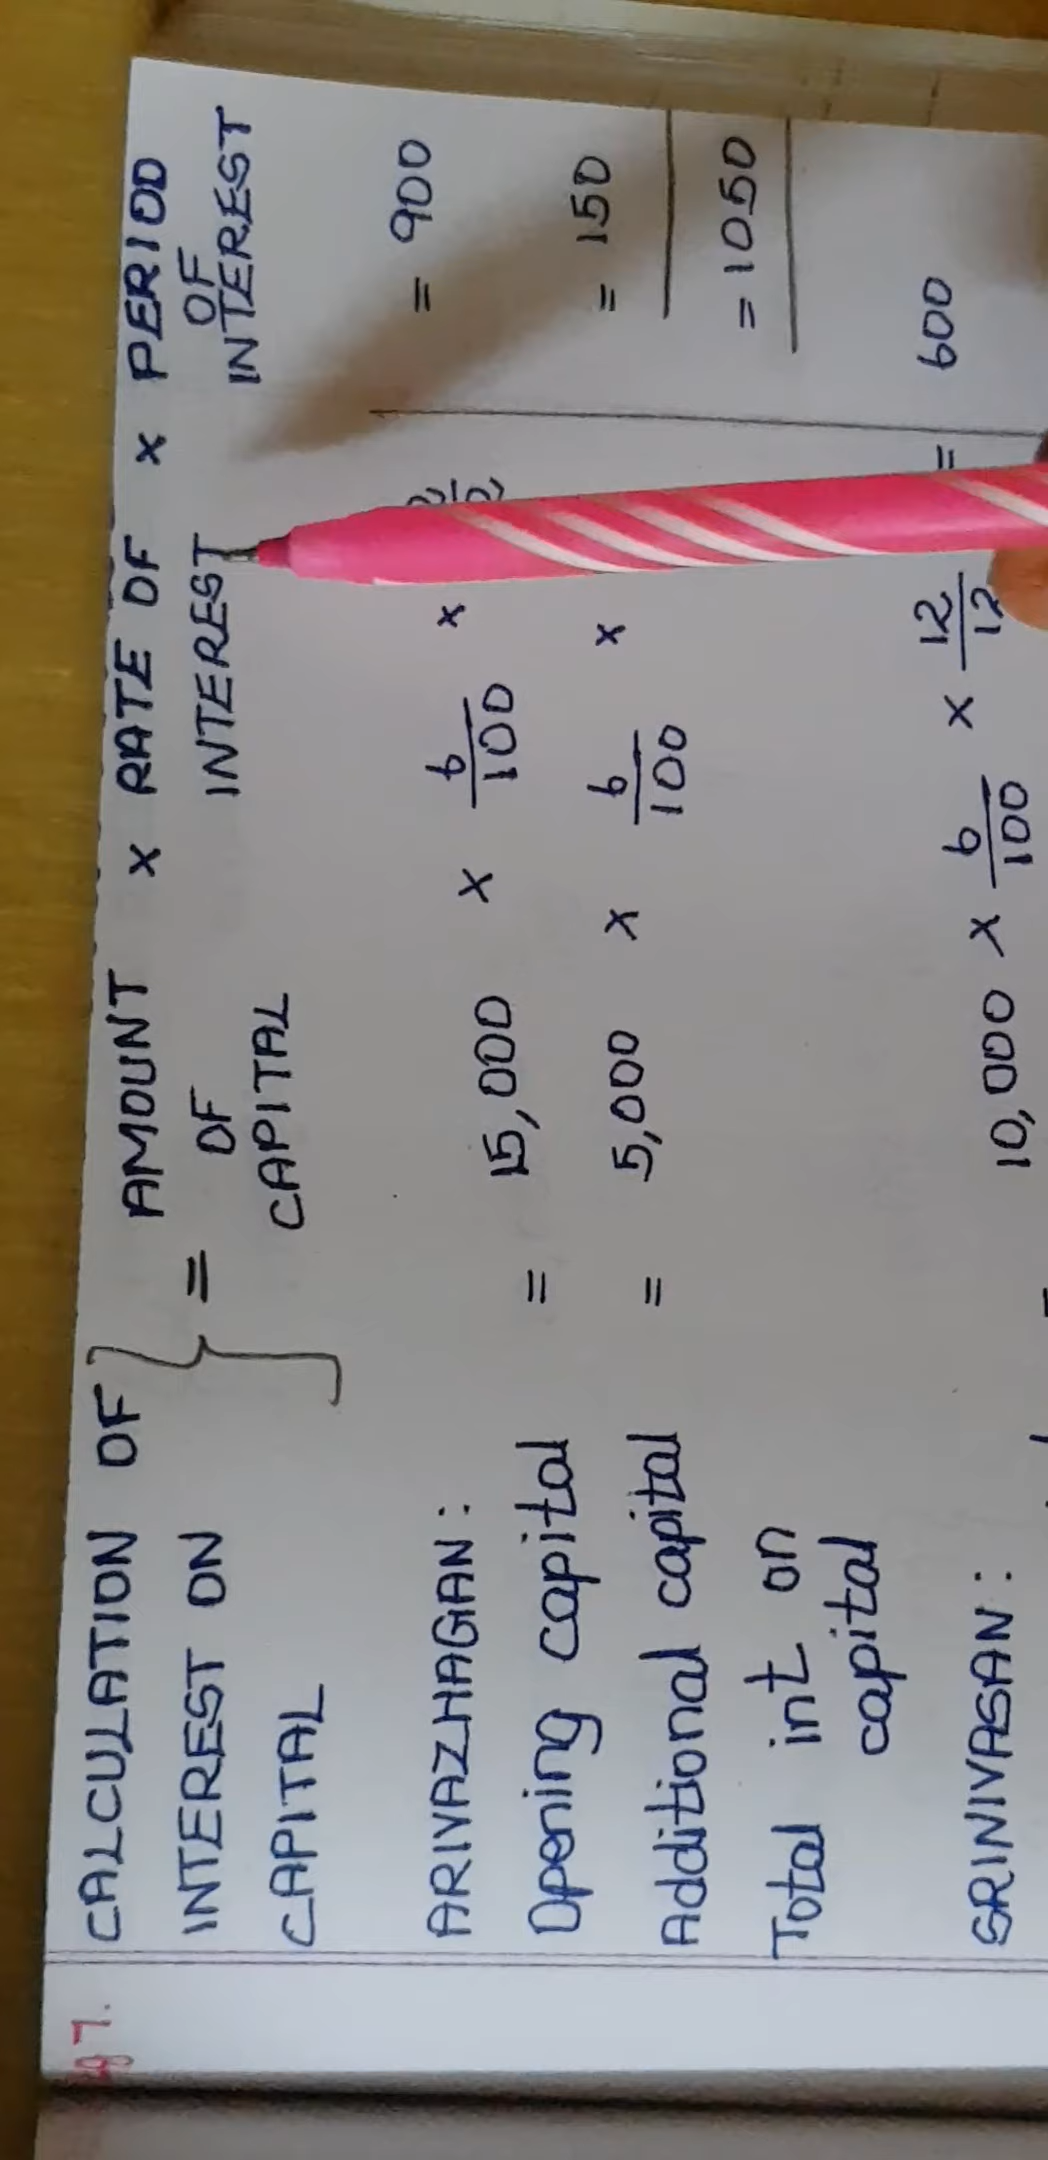 87.
CALCULATION OF } = AMOUNT × RATE OF × PERIOD
INTEREST ON OF INTEREST OF
CAPITAL CAPITAL INTEREST
ARIVAZHAGAN:
Opening capital = 15,000 × 6/100 × = 900
Additional capital = 5,000 × 6/100 × = 150
Total int on = 1050
capital
SRINIVASAN:
10,000 × 6/100 × 12/12 = 600